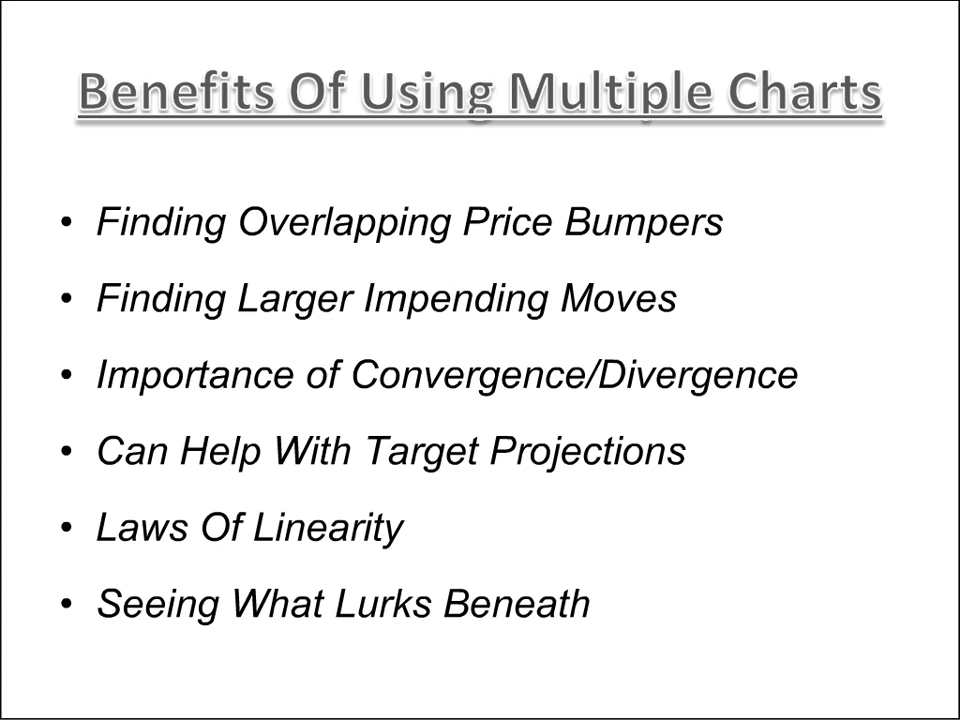 Benefits Of Using Multiple Charts
• Finding Overlapping Price Bumpers
• Finding Larger Impending Moves
• Importance of Convergence/Divergence
• Can Help With Target Projections
• Laws Of Linearity
• Seeing What Lurks Beneath